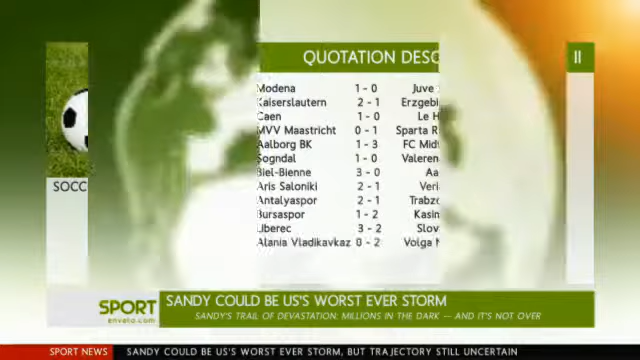 QUOTATION DESC
II
Modena 1 - 0 Juve
Kaiserslautern 2 - 1 Erzgebi
Caen 1 - 0 Le H
MVV Maastricht 0 - 1 Sparta R
Aalborg BK 1 - 3 FC Midt
Sogndal 1 - 0 Valeren
Biel-Bienne 3 - 0 Aa
Aris Saloniki 2 - 1 Veri
Antalyaspor 2 - 1 Trabzo
Bursaspor 1 - 2 Kasim
Liberec 3 - 2 Slov
Alania Vladikavkaz 0 - 2 Volga N
SOCC
SPORT
envato.com
SANDY COULD BE US'S WORST EVER STORM
SANDY'S TRAIL OF DEVASTATION: MILLIONS IN THE DARK — AND IT'S NOT OVER
SPORT NEWS SANDY COULD BE US'S WORST EVER STORM, BUT TRAJECTORY STILL UNCERTAIN